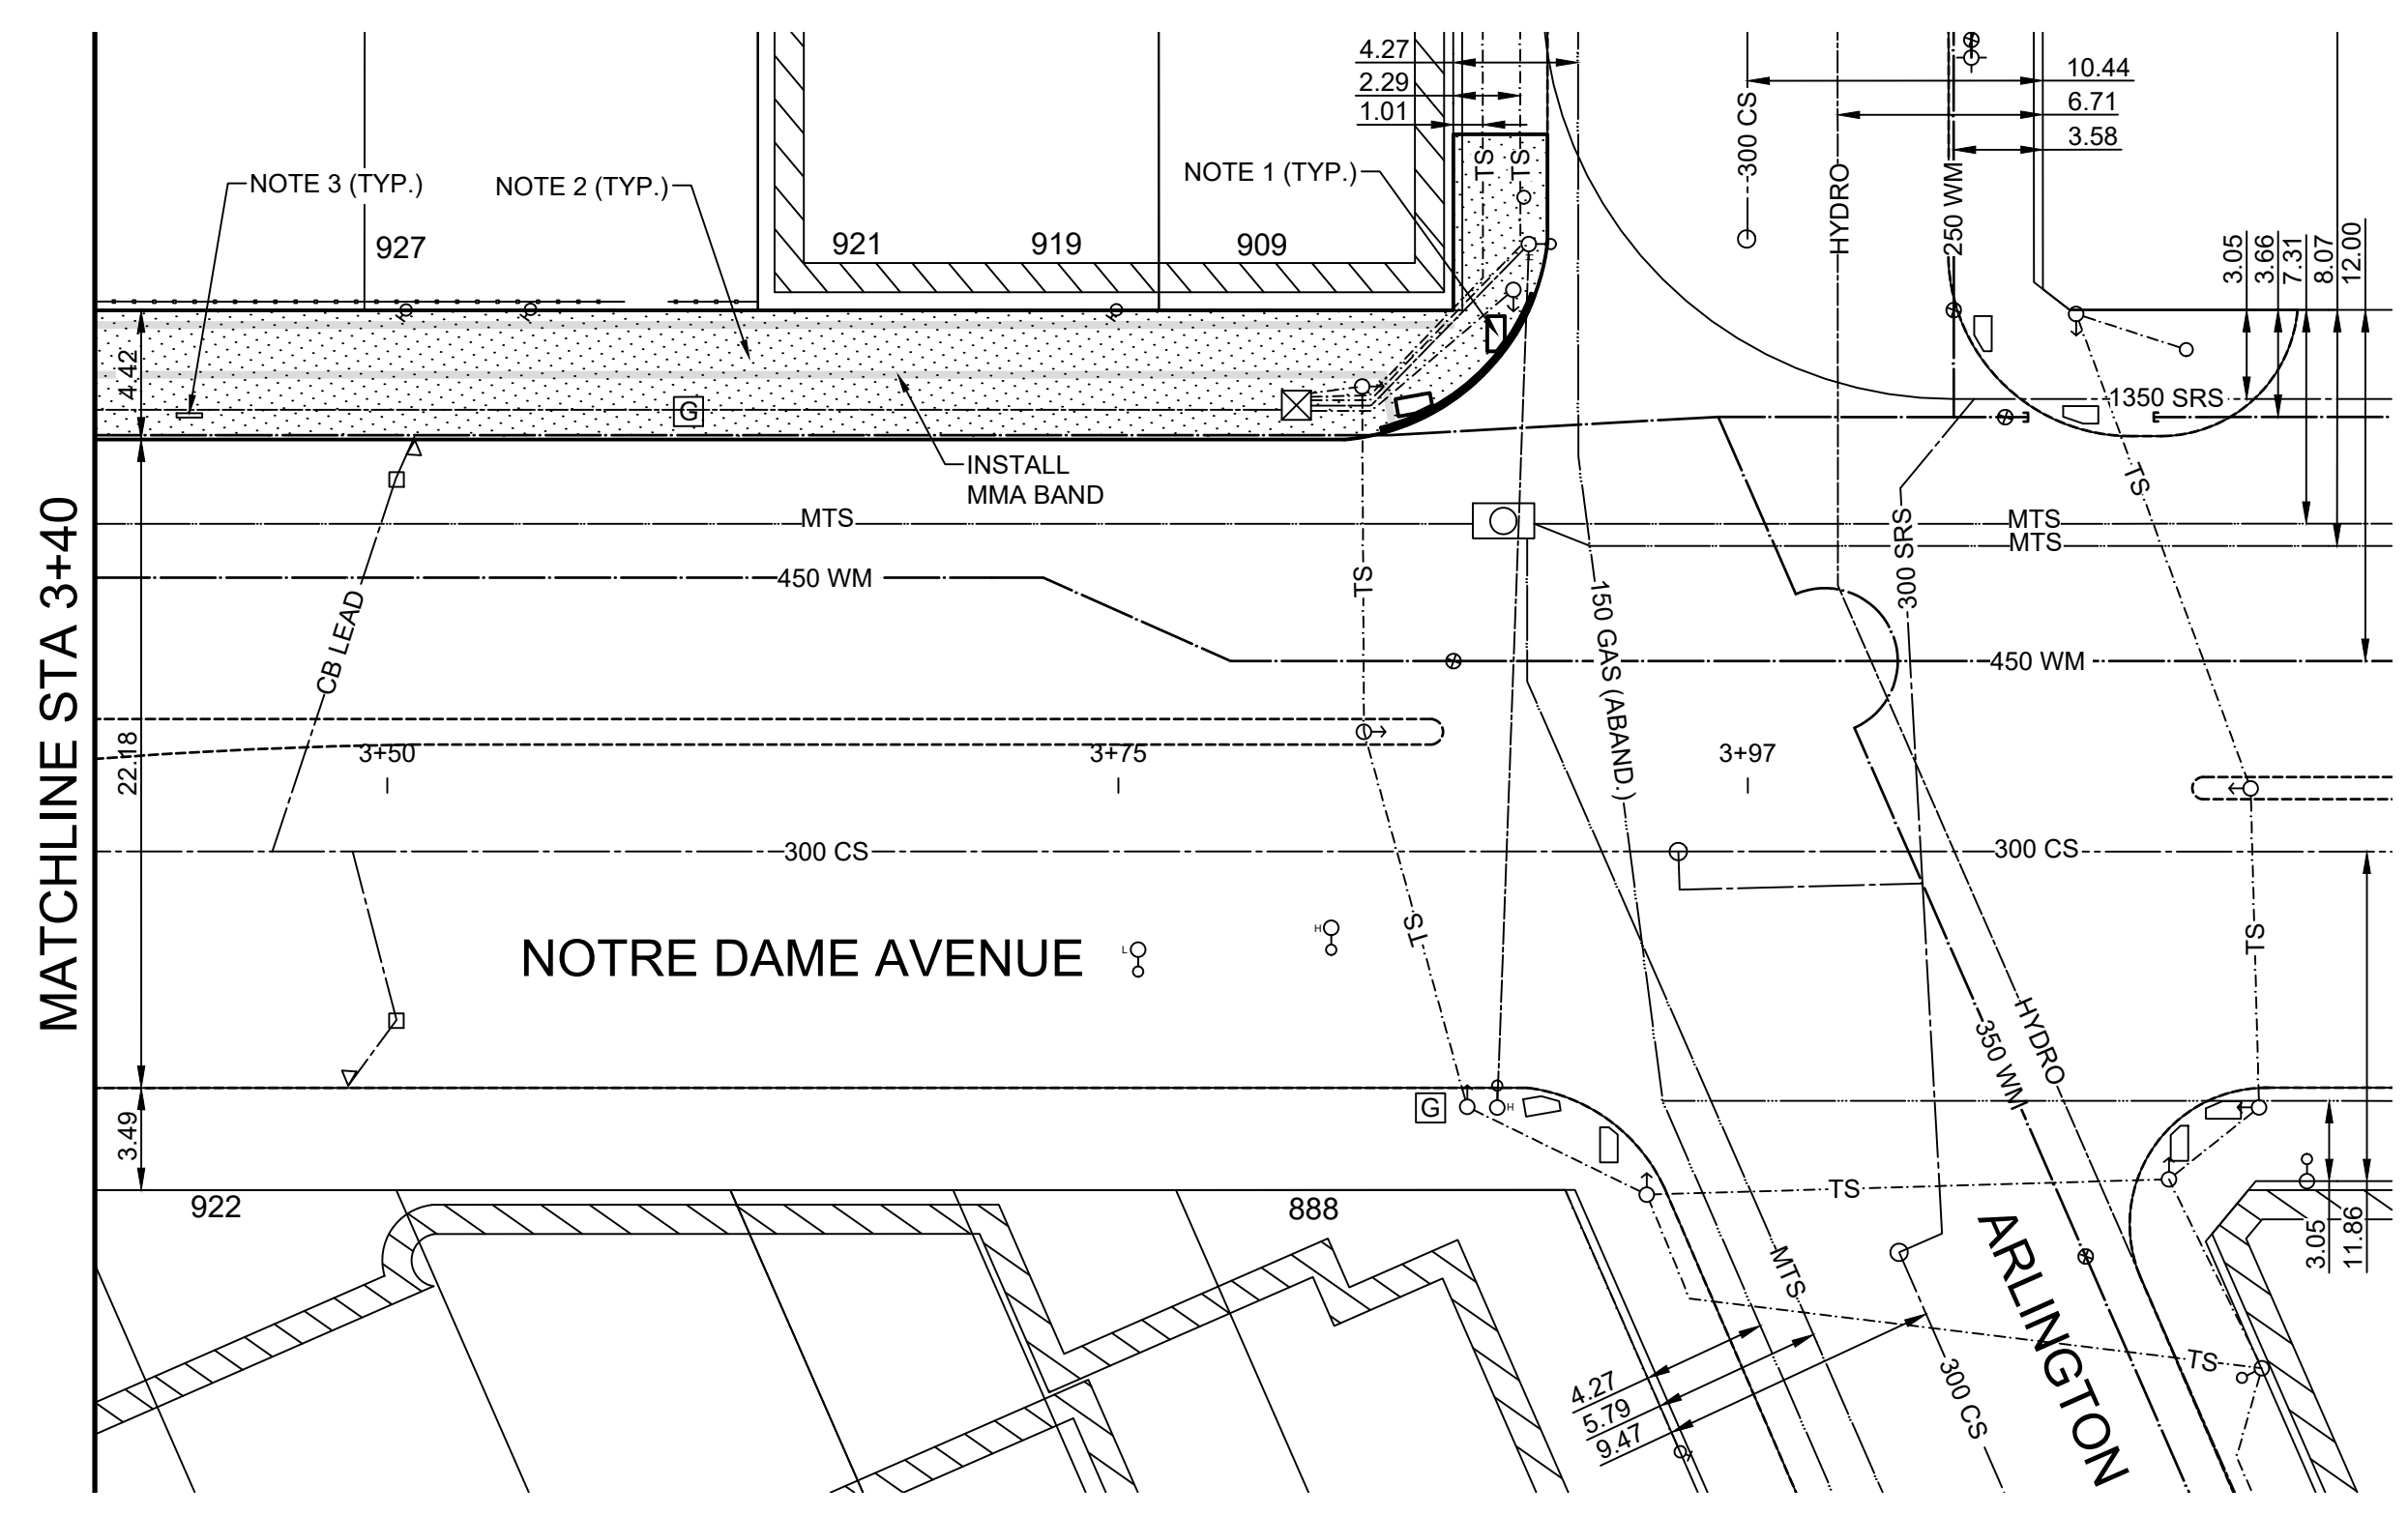 4.27
2.29
1.01
10.44
6.71
3.58
300 CS
TS
TS
HYDRO
250 WM
NOTE 3 (TYP.)
NOTE 2 (TYP.)
NOTE 1 (TYP.)
927
921
919
909
3.05
3.66
7.31
8.07
12.00
4.42
G
1350 SRS
INSTALL
MMA BAND
TS
MATCHLINE STA 3+40
MTS
MTS
MTS
300 SRS
450 WM
TS
150 GAS (ABAND.)
CB LEAD
450 WM
22.18
3+50
3+75
3+97
300 CS
300 CS
NOTRE DAME AVENUE
L
H
TS
TS
HYDRO
350 WM
3.49
G
H
TS
922
888
ARLINGTON
MTS
3.05
11.86
4.27
5.79
9.47
300 CS
TS